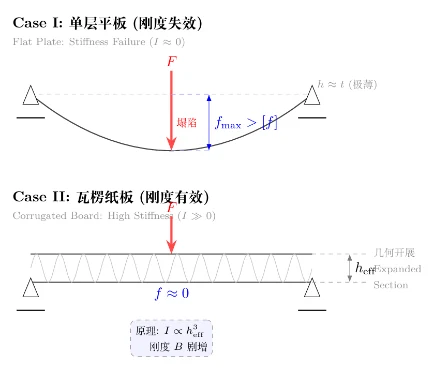 Case I: 单层平板 (刚度失效)
Flat Plate: Stiffness Failure (I ≈ 0)
F
h ≈ t (极薄)
塌陷
f_max > [f]
Case II: 瓦楞纸板 (刚度有效)
Corrugated Board: High Stiffness (I ≫ 0)
F
几何开展
h_eff
Expanded
Section
f ≈ 0
原理: I ∝ h_eff^3
刚度 B 剧增